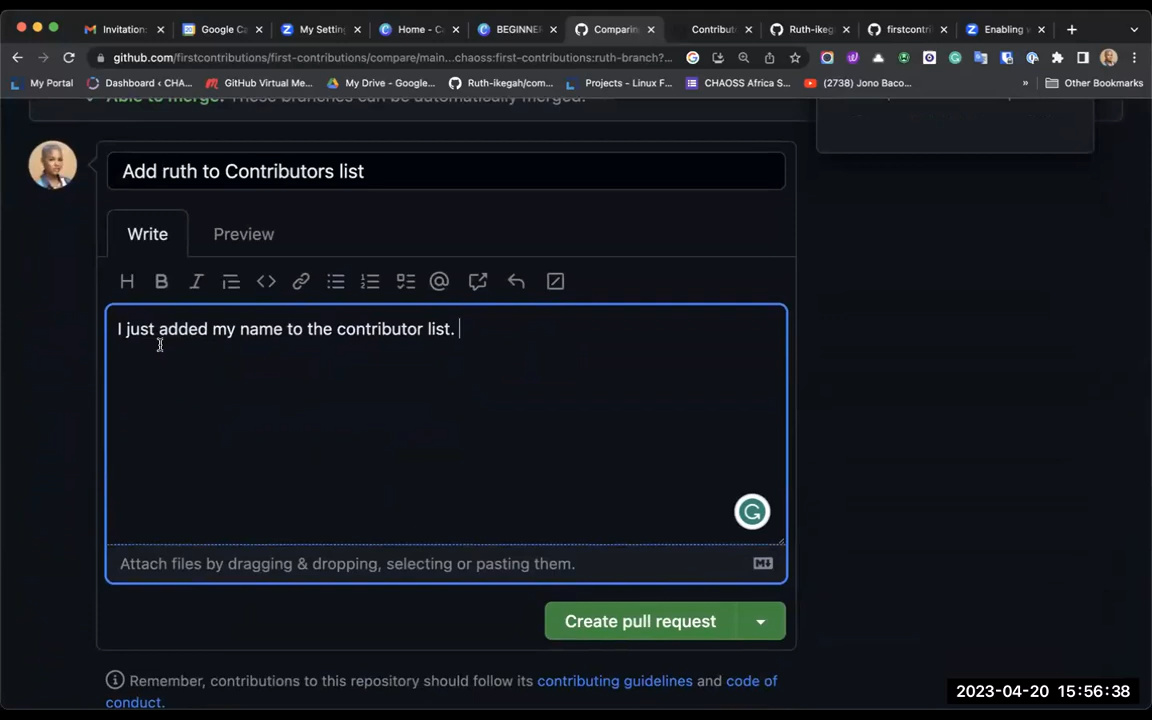 Invitation:
Google Ca
My Setting
Home - C
BEGINNE
Comparin
Contribut
Ruth-ikeg
firstcontri
Enabling
github.com/firstcontributions/first-contributions/compare/main...chaoss:first-contributions:ruth-branch?...
My Portal
Dashboard ‹ CHA...
GitHub Virtual Me...
My Drive - Google...
Ruth-ikegah/com...
Projects - Linux F...
CHAOSS Africa S...
(2738) Jono Baco...
»
Other Bookmarks
Able to merge. These branches can be automatically merged.
Add ruth to Contributors list
Write
Preview
I just added my name to the contributor list.
Attach files by dragging & dropping, selecting or pasting them.
Create pull request
Remember, contributions to this repository should follow its contributing guidelines and code of
conduct.
2023-04-20 15:56:38